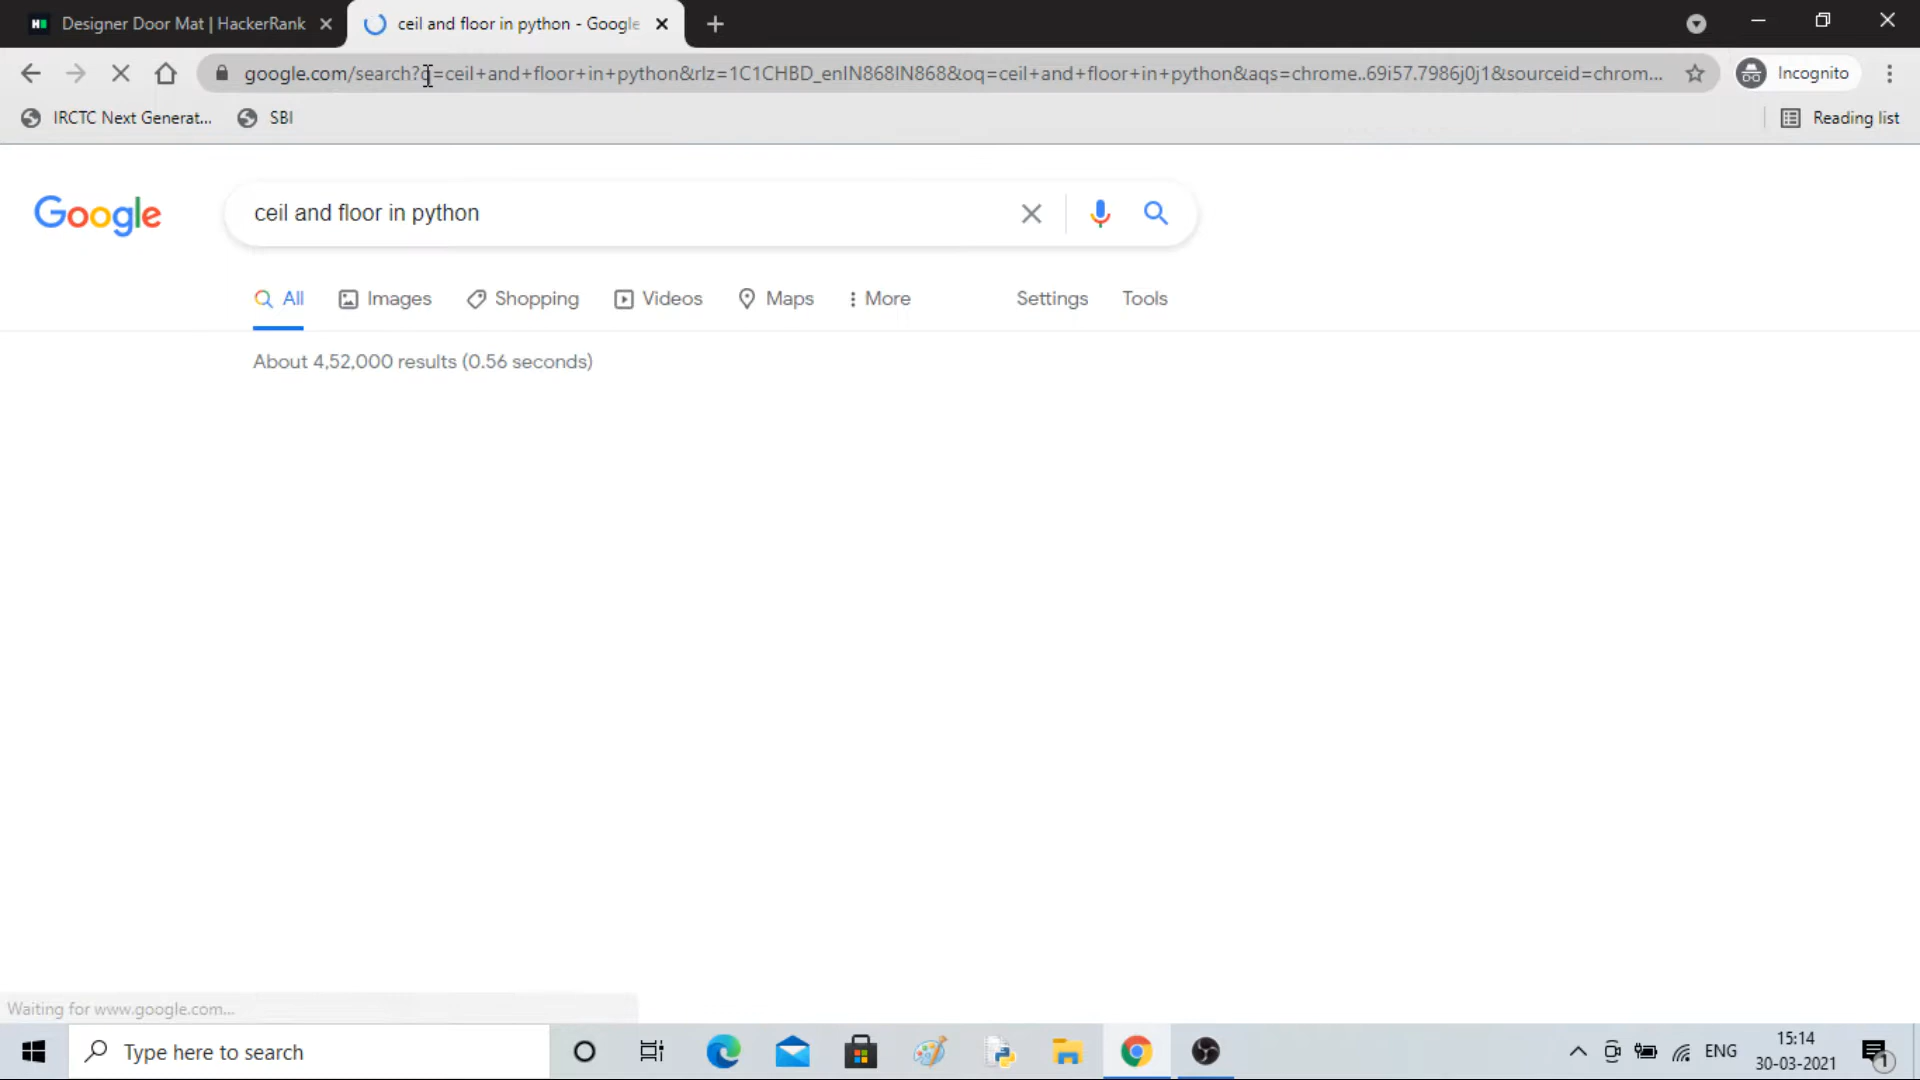 Designer Door Mat | HackerRank
ceil and floor in python - Google
google.com/search?q=ceil+and+floor+in+python&rlz=1C1CHBD_enIN868IN868&oq=ceil+and+floor+in+python&aqs=chrome..69i57.7986j0j1&sourceid=chrom...
Incognito
IRCTC Next Generat...
SBI
Reading list
Google
ceil and floor in python
All
Images
Shopping
Videos
Maps
More
Settings
Tools
About 4,52,000 results (0.56 seconds)
Waiting for www.google.com...
Type here to search
ENG
15:14
30-03-2021
1